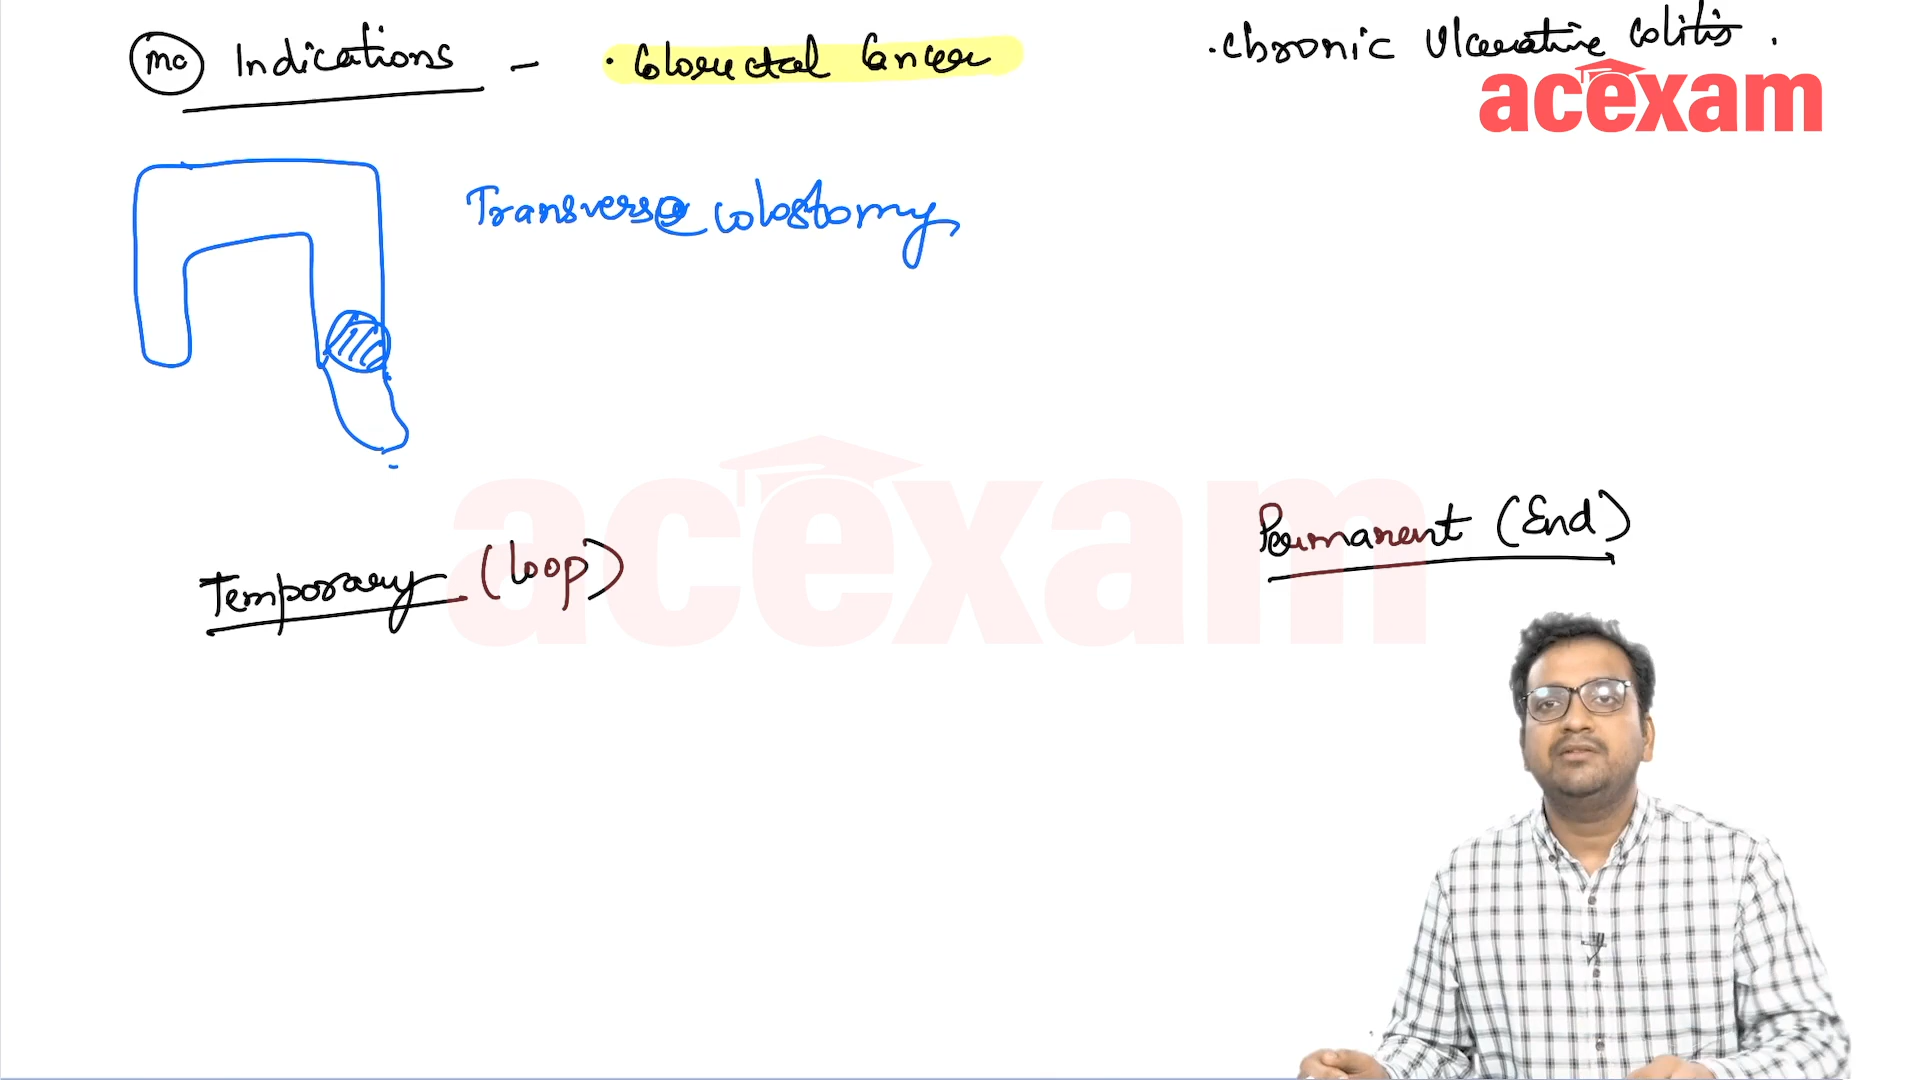 mc Indications - · Colorectal Cancer
· Chronic Ulcerative Colitis.
acexam
Transverse colostomy
acexam
Permanent (End)
Temporary (loop)